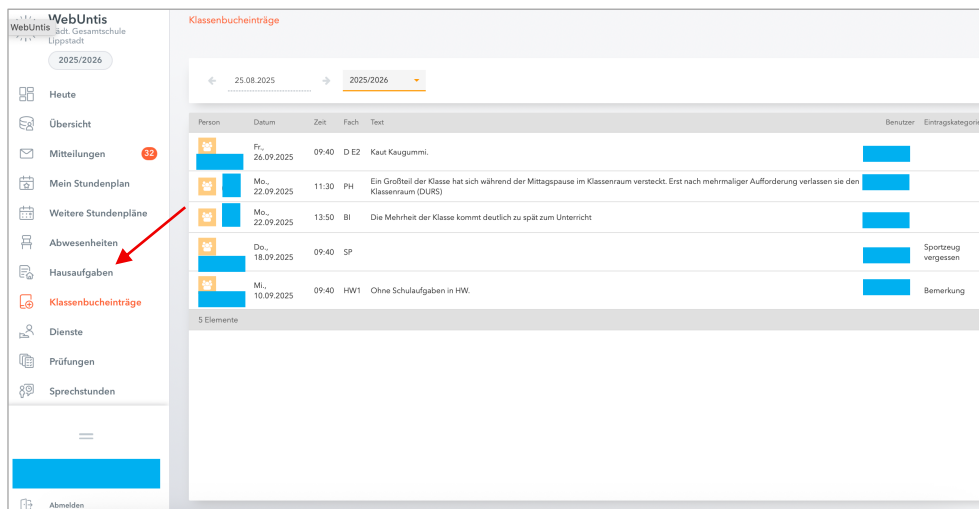 WebUntis
WebUntis
Städt. Gesamtschule
Lippstadt
2025/2026
Heute
Übersicht
Mitteilungen 32
Mein Stundenplan
Weitere Stundenpläne
Abwesenheiten
Hausaufgaben
Klassenbucheinträge
Dienste
Prüfungen
Sprechstunden
Abmelden
Klassenbucheinträge
25.08.2025 2025/2026
Person Datum Zeit Fach Text Benutzer Eintragskategorie
Fr.,
26.09.2025 09:40 D E2 Kaut Kaugummi.
Mo.,
22.09.2025 11:30 PH Ein Großteil der Klasse hat sich während der Mittagspause im Klassenraum versteckt. Erst nach mehrmaliger Aufforderung verlassen sie den
Klassenraum (DURS)
Mo.,
22.09.2025 13:50 BI Die Mehrheit der Klasse kommt deutlich zu spät zum Unterricht
Do.,
18.09.2025 09:40 SP Sportzeug
vergessen
Mi.,
10.09.2025 09:40 HW1 Ohne Schulaufgaben in HW. Bemerkung
5 Elemente